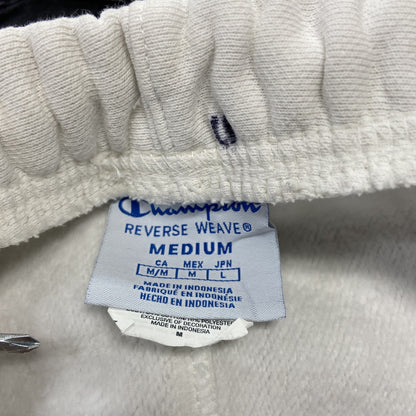 Champion
REVERSE WEAVE®
MEDIUM
CA MEX JPN
M/M M L
MADE IN INDONESIA
FABRIQUÉ EN INDONÉSIE
HECHO EN INDONESIA
EXCLUSIVE OF DECORATION
MADE IN INDONESIA
M